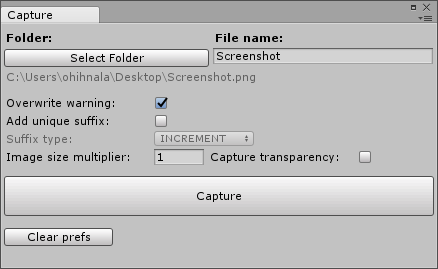 Capture
Folder: File name:
Select Folder Screenshot
C:\Users\ohihnala\Desktop\Screenshot.png
Overwrite warning:
Add unique suffix:
Suffix type: INCREMENT
Image size multiplier: 1 Capture transparency:
Capture
Clear prefs